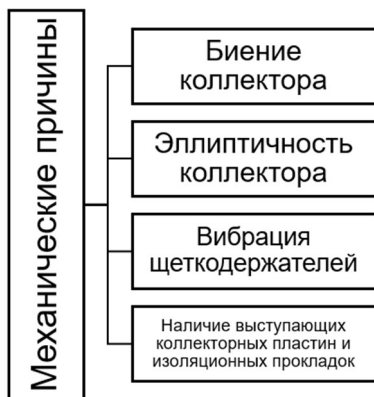 Механические причины
Биение
коллектора
Эллиптичность
коллектора
Вибрация
щеткодержателей
Наличие выступающих
коллекторных пластин и
изоляционных прокладок